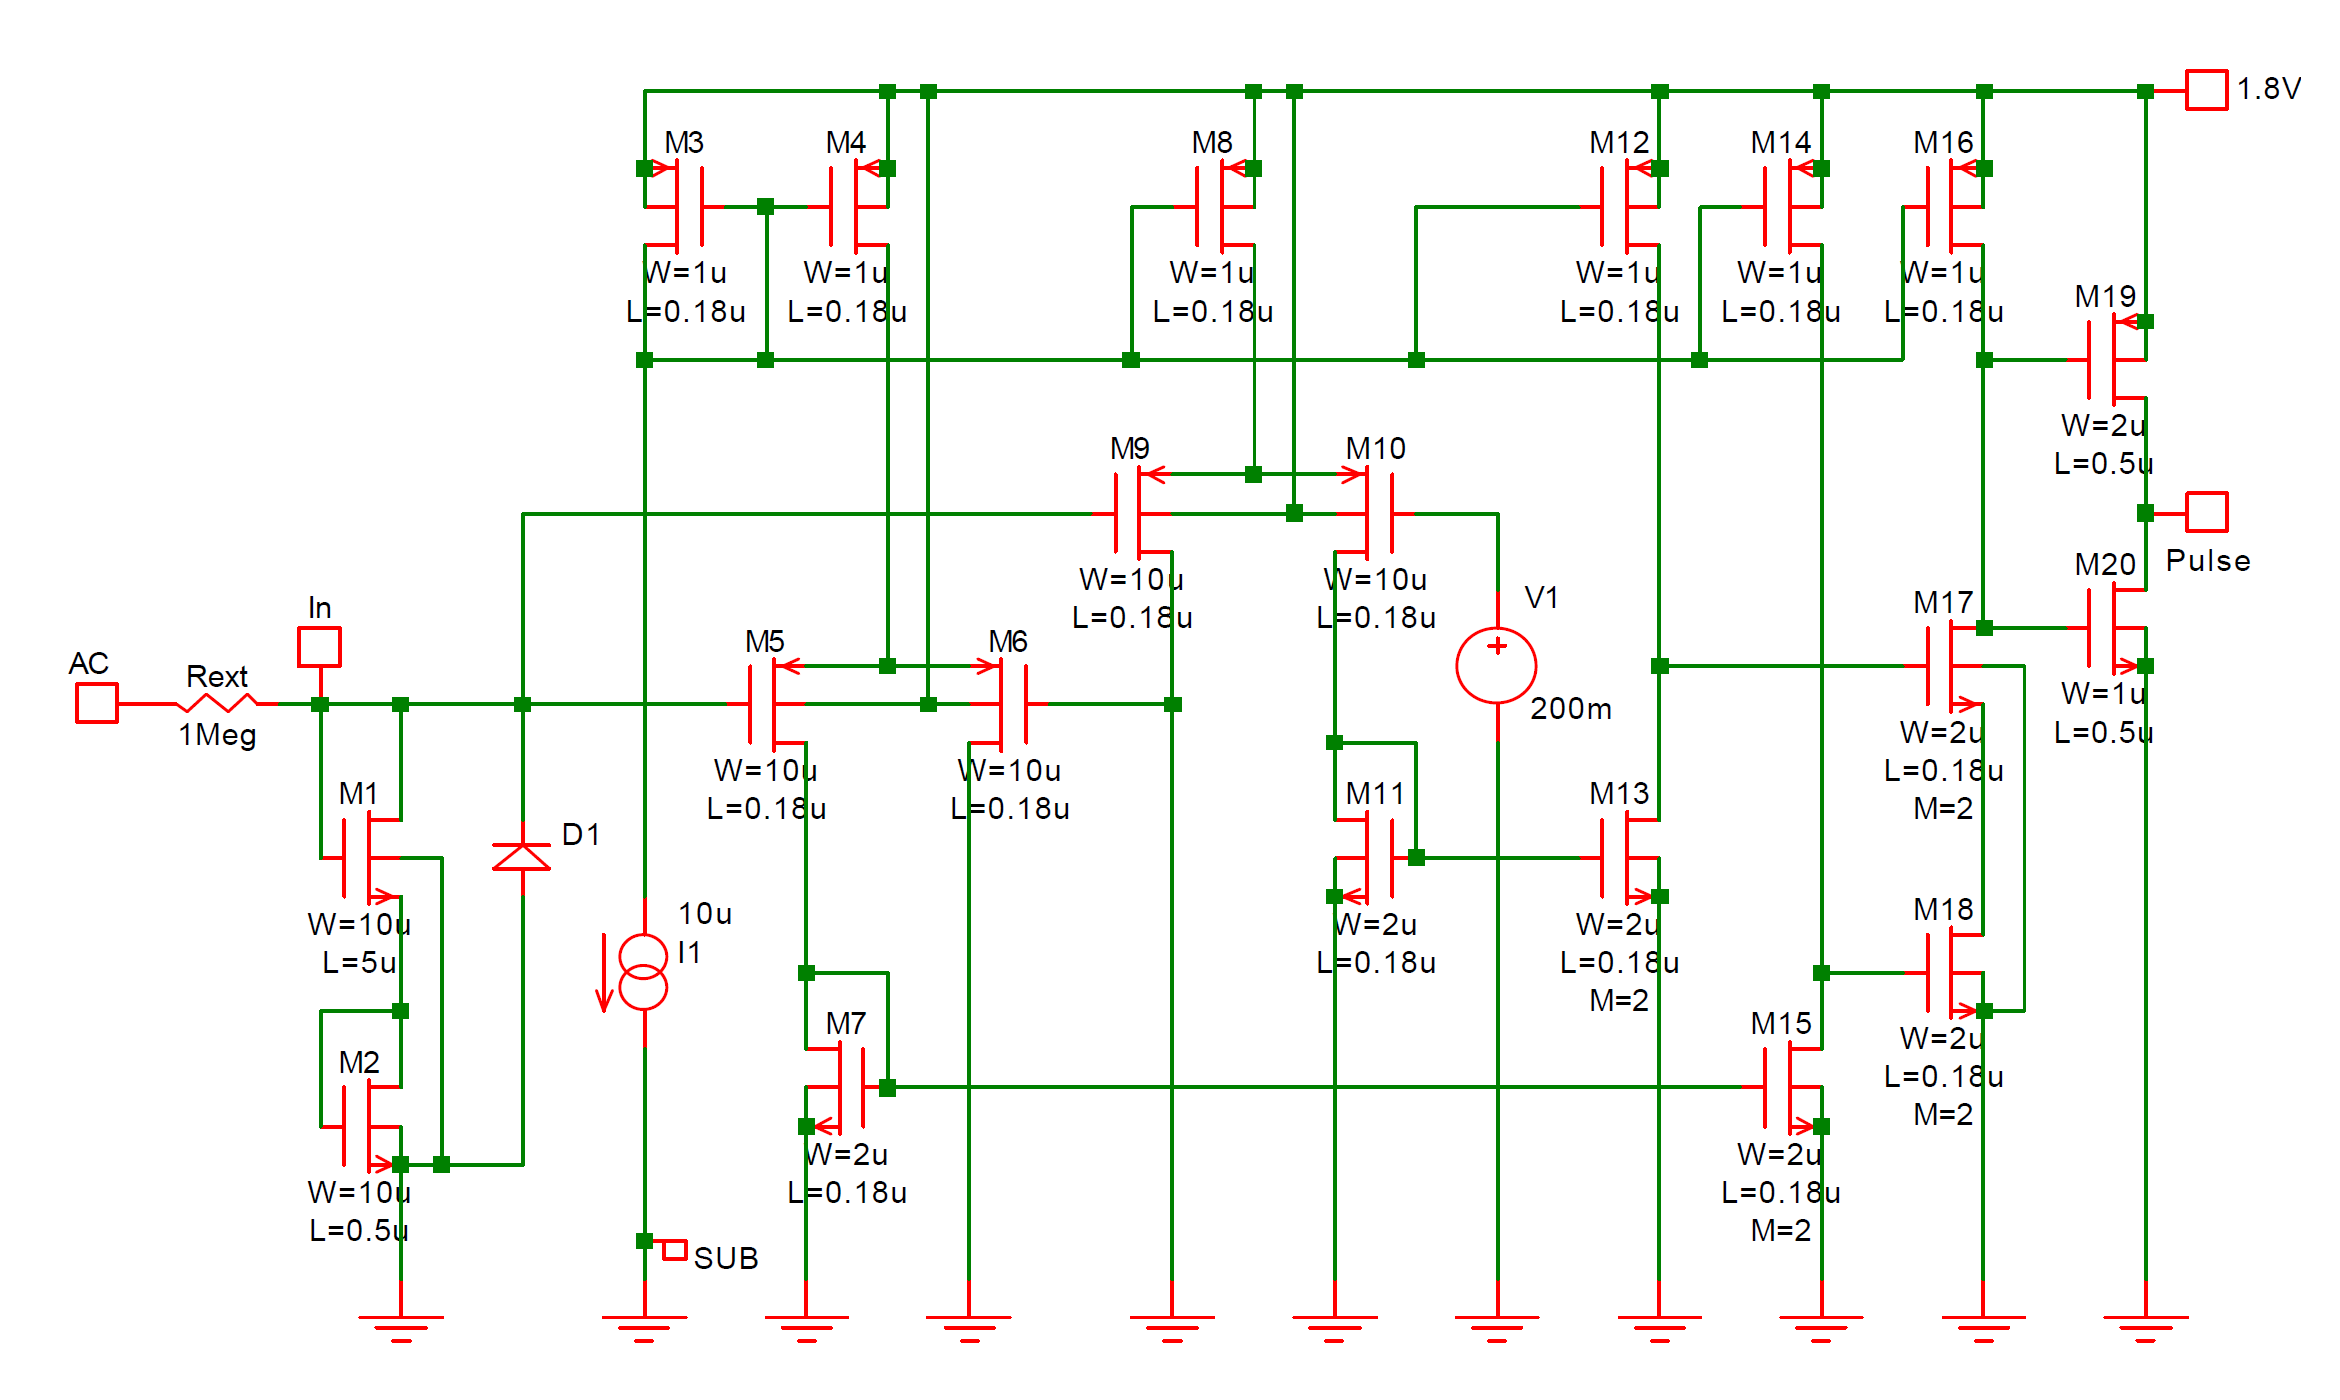 1.8V
M3
M4
M8
M12
M14
M16
W=1u
L=0.18u
W=1u
L=0.18u
W=1u
L=0.18u
W=1u
L=0.18u
W=1u
L=0.18u
W=1u
L=0.18u
M19
W=2u
L=0.5u
M9
M10
W=10u
L=0.18u
W=10u
L=0.18u
Pulse
M20
W=1u
L=0.5u
V1
200m
In
AC
Rext
1Meg
M5
M6
W=10u
L=0.18u
W=10u
L=0.18u
M17
W=2u
L=0.18u
M=2
M1
W=10u
L=5u
D1
M11
W=2u
L=0.18u
M13
W=2u
L=0.18u
M=2
10u
I1
M18
W=2u
L=0.18u
M=2
M2
W=10u
L=0.5u
M7
W=2u
L=0.18u
M15
W=2u
L=0.18u
M=2
SUB